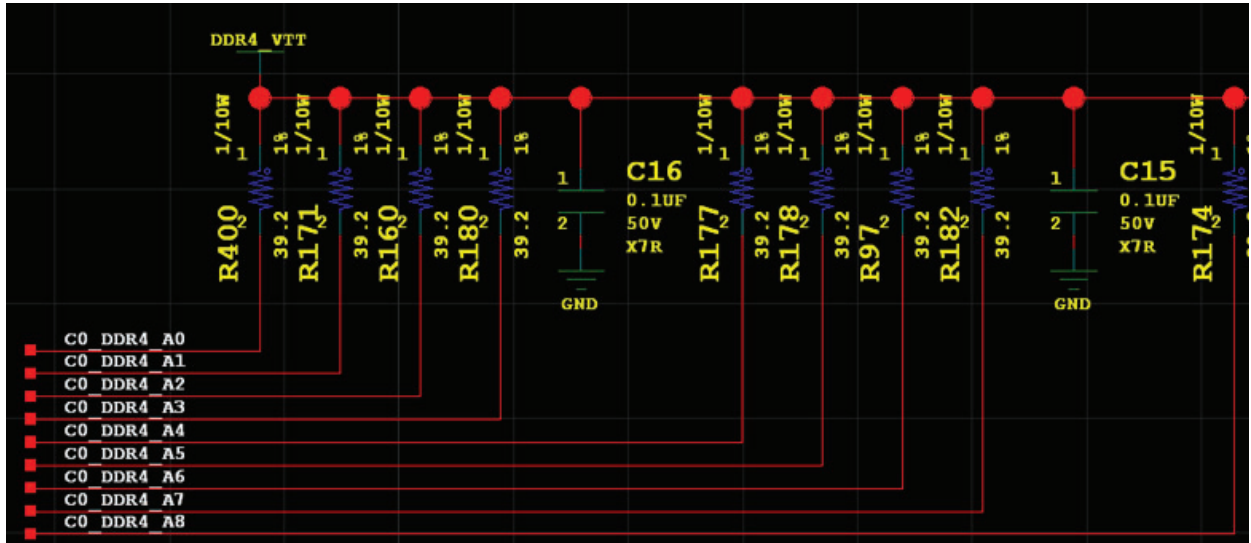 DDR4_VTT
1/10W
1
1%
2
R400
39.2
1/10W
1
1%
2
R171
39.2
1/10W
1
1%
2
R160
39.2
1/10W
1
1%
2
R180
39.2
1
2
C16
0.1UF
50V
X7R
GND
1/10W
1
1%
2
R177
39.2
1/10W
1
1%
2
R178
39.2
1/10W
1
1%
2
R97
39.2
1/10W
1
1%
2
R182
39.2
1
2
C15
0.1UF
50V
X7R
GND
1/10W
1
2
R174
C0_DDR4_A0
C0_DDR4_A1
C0_DDR4_A2
C0_DDR4_A3
C0_DDR4_A4
C0_DDR4_A5
C0_DDR4_A6
C0_DDR4_A7
C0_DDR4_A8